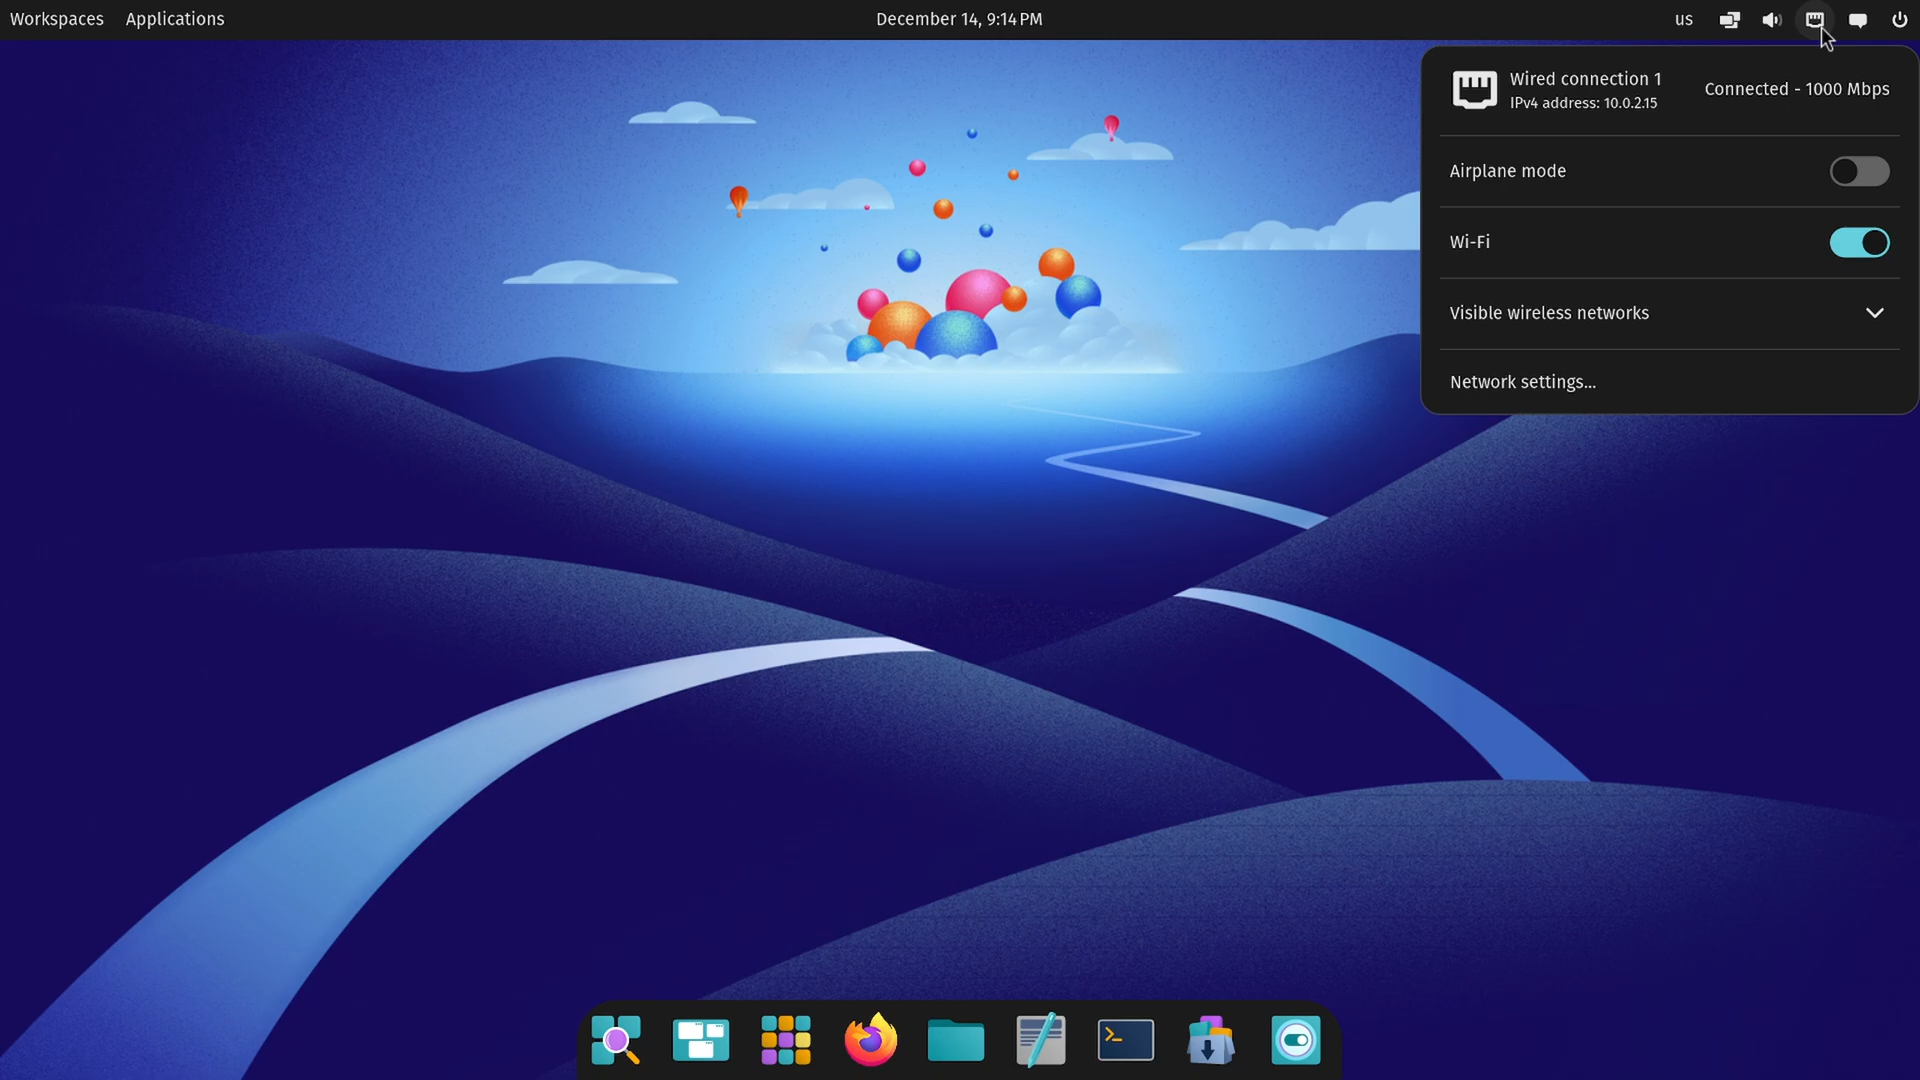 Workspaces Applications December 14, 9:14 PM us
Wired connection 1
IPv4 address: 10.0.2.15
Connected - 1000 Mbps
Airplane mode
Wi-Fi
Visible wireless networks
Network settings...